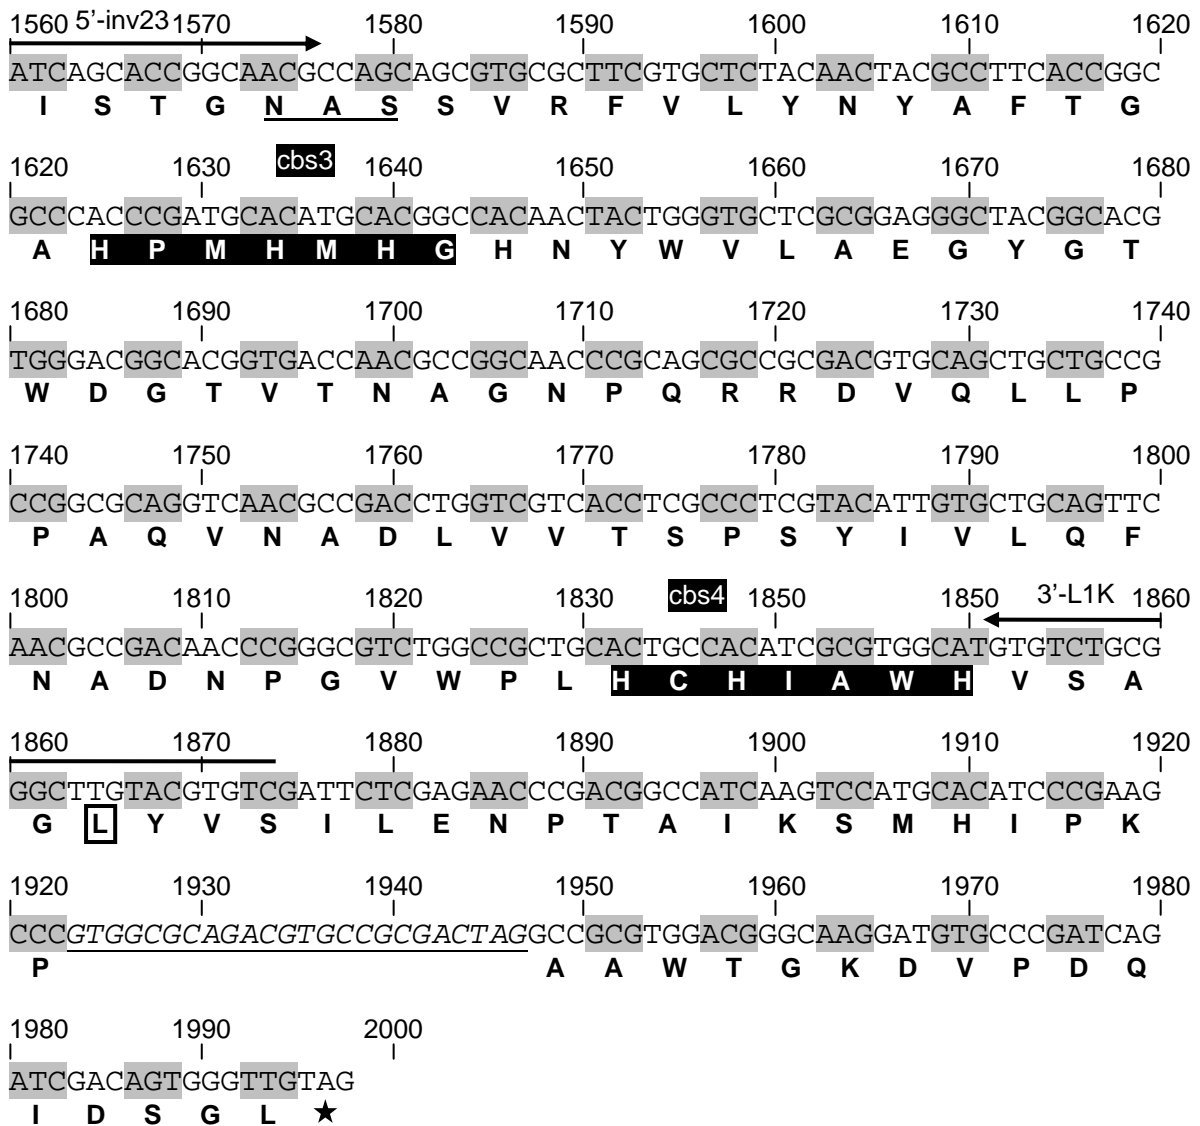 1560 5’-inv23 1570 1580 1590 1600 1610 1620
ATCAGCACCGGCAACGCCAGCAGCGTGCGCTTCGTGCTCTACAACTACGCCTTCACCGGC
I S T G N A S S V R F V L Y N Y A F T G
1620 1630 cbs3 1640 1650 1660 1670 1680
GCCCACCCGATGCACATGCACGGCCACAACTACTGGGTGCTCGCGGAGGGCTACGGCACG
A H P M H M H G H N Y W V L A E G Y G T
1680 1690 1700 1710 1720 1730 1740
TGGGACGGCACGGTGACCAACGCCGGCAACCCGCAGCGCCGCGACGTGCAGCTGCTGCCG
W D G T V T N A G N P Q R R D V Q L L P
1740 1750 1760 1770 1780 1790 1800
CCGGCGCAGGTCAACGCCGACCTGGTCGTCACCTCGCCCTCGTACATTGTGCTGCAGTTC
P A Q V N A D L V V T S P S Y I V L Q F
1800 1810 1820 1830 cbs4 1840 1850 3’-L1K 1860
AACGCCGACAACCCGGGCGTCTGGCCGCTGCACTGCCACATCGCGTGGCATGTGTCTGCG
N A D N P G V W P L H C H I A W H V S A
1860 1870 1880 1890 1900 1910 1920
GGCTTGTACGTGTCGATTCTCGAGAACCCGACGGCCATCAAGTCCATGCACATCCCGAAG
G L Y V S I L E N P T A I K S M H I P K
1920 1930 1940 1950 1960 1970 1980
CCCGTGGCGCAGACGTGCCGCGACTAGGCCGCGTGGACGGGCAAGGATGTGCCCGATCAG
P A A W T G K D V P D Q
1980 1990 2000
ATCGACAGTGGGTTGTAG
I D S G L ★